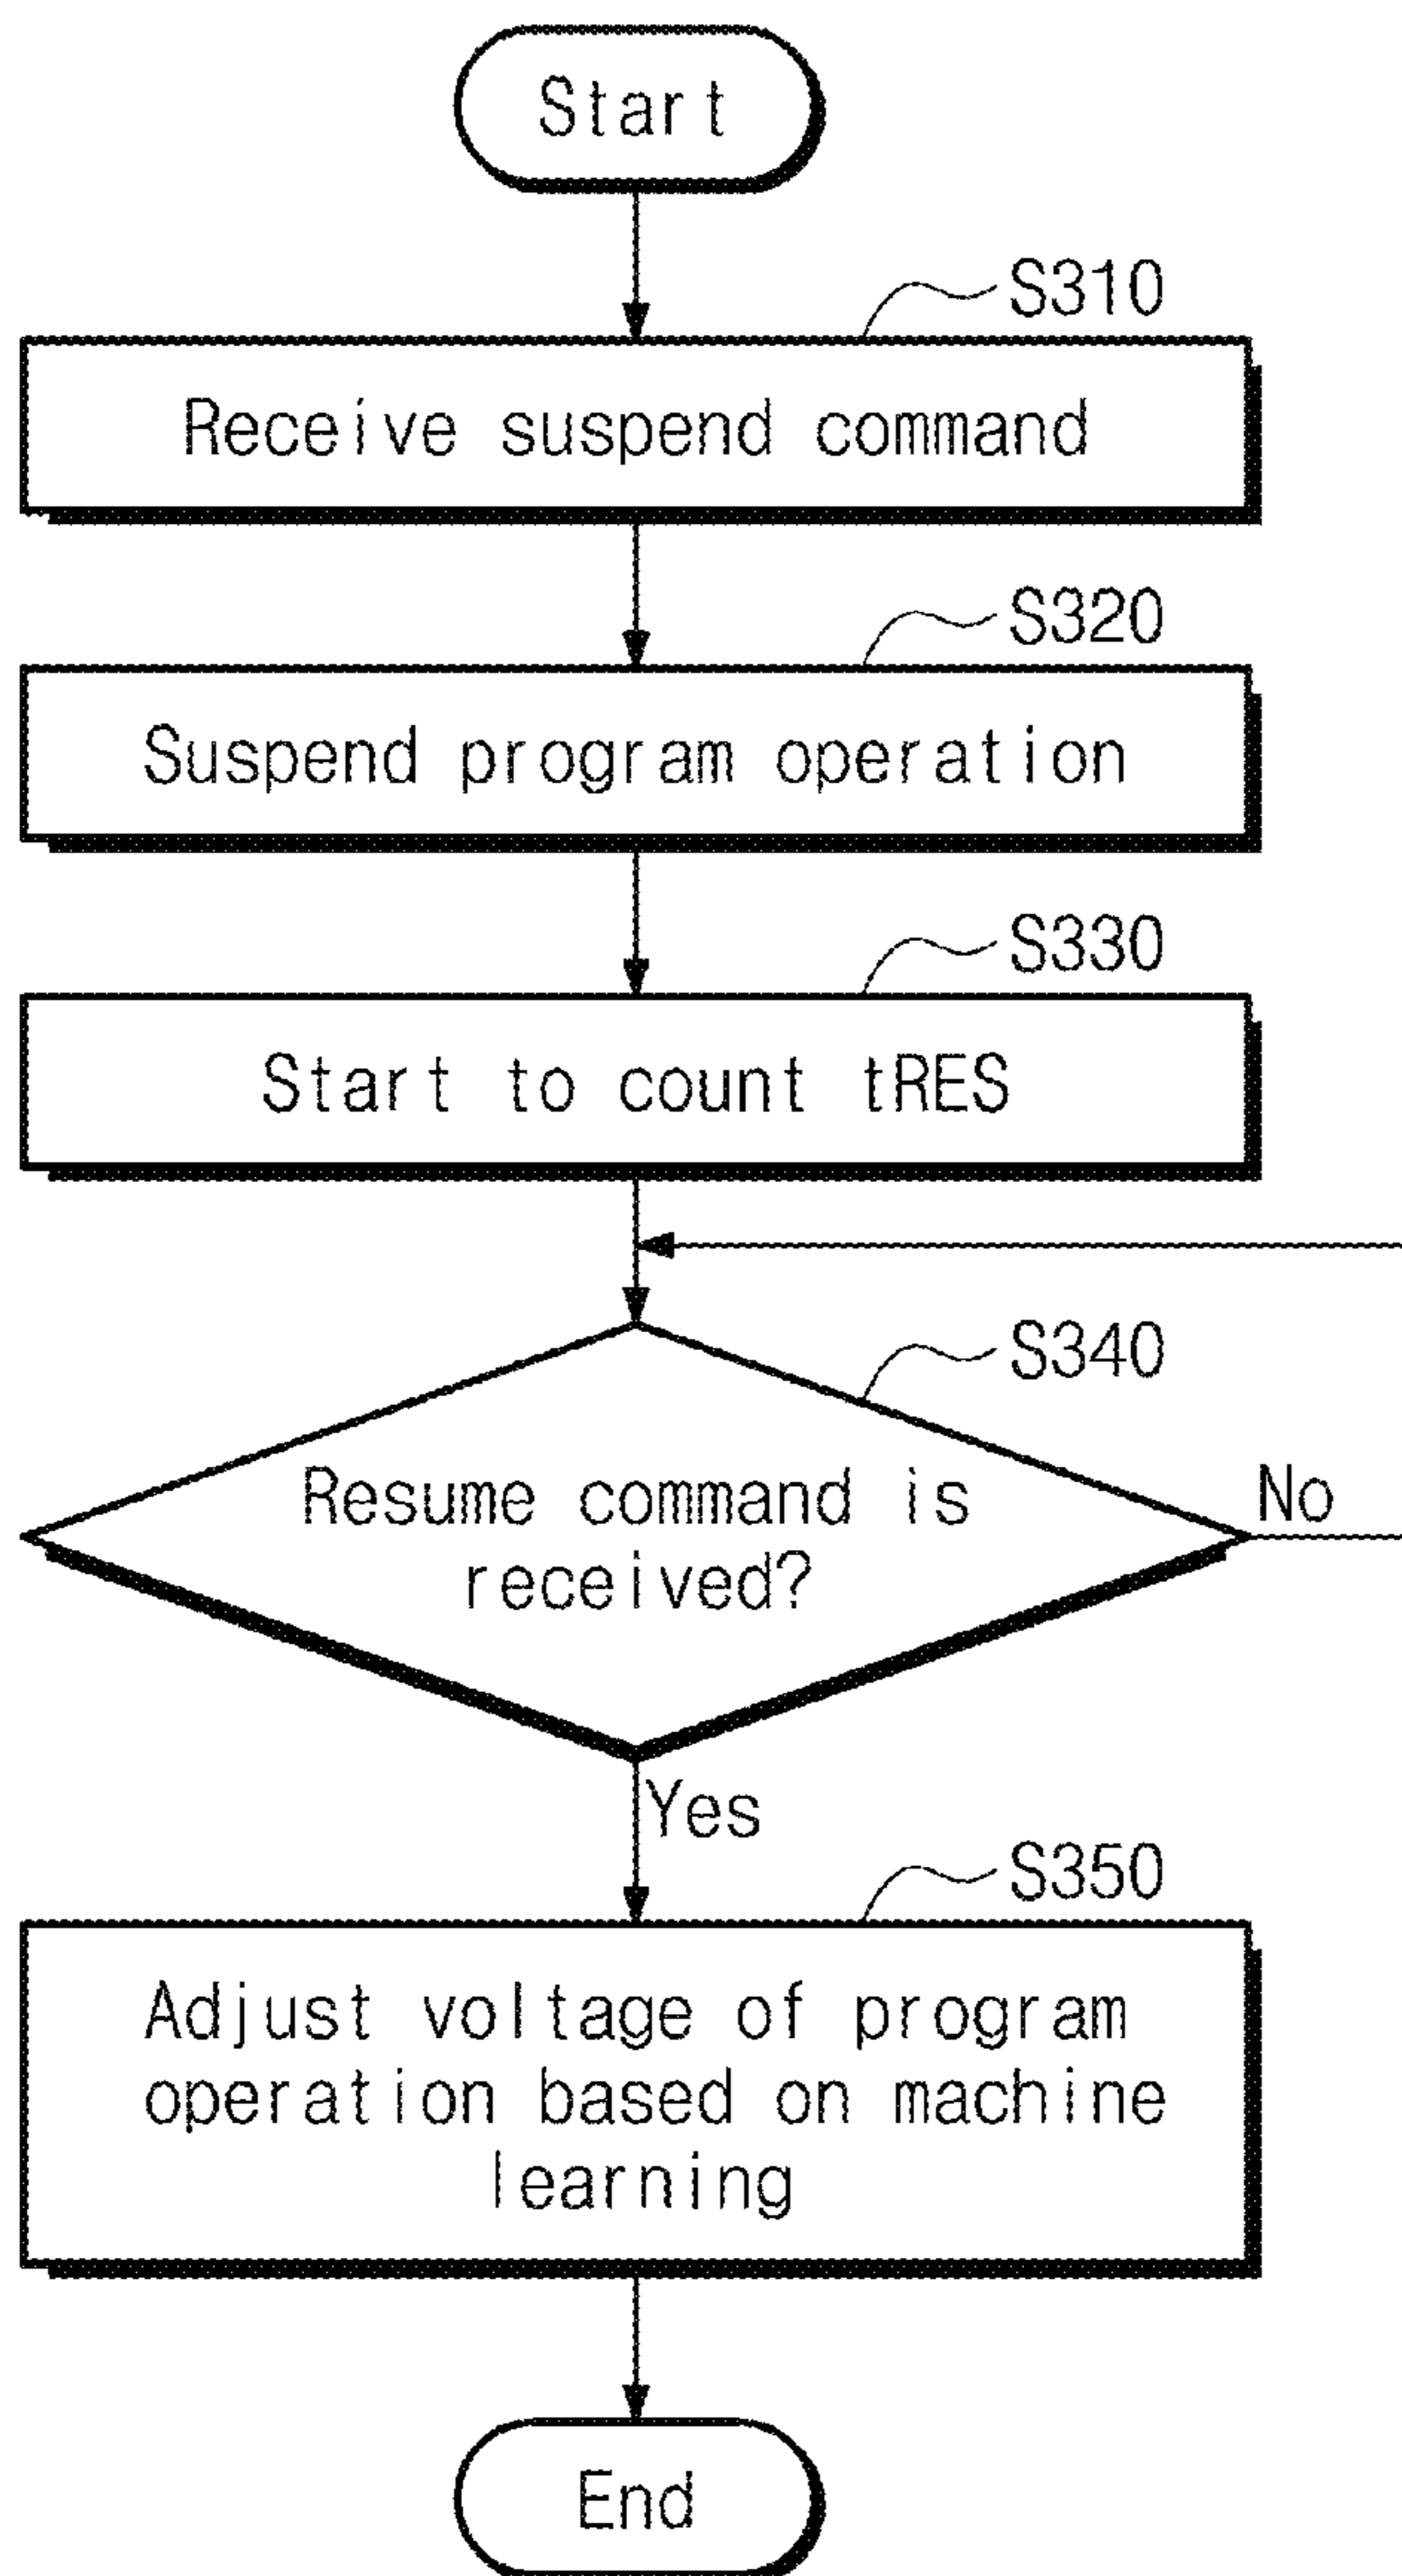 Start
S310
Receive suspend command
S320
Suspend program operation
S330
Start to count tRES
S340
Resume command is
received?
No
Yes
S350
Adjust voltage of program
operation based on machine
learning
End